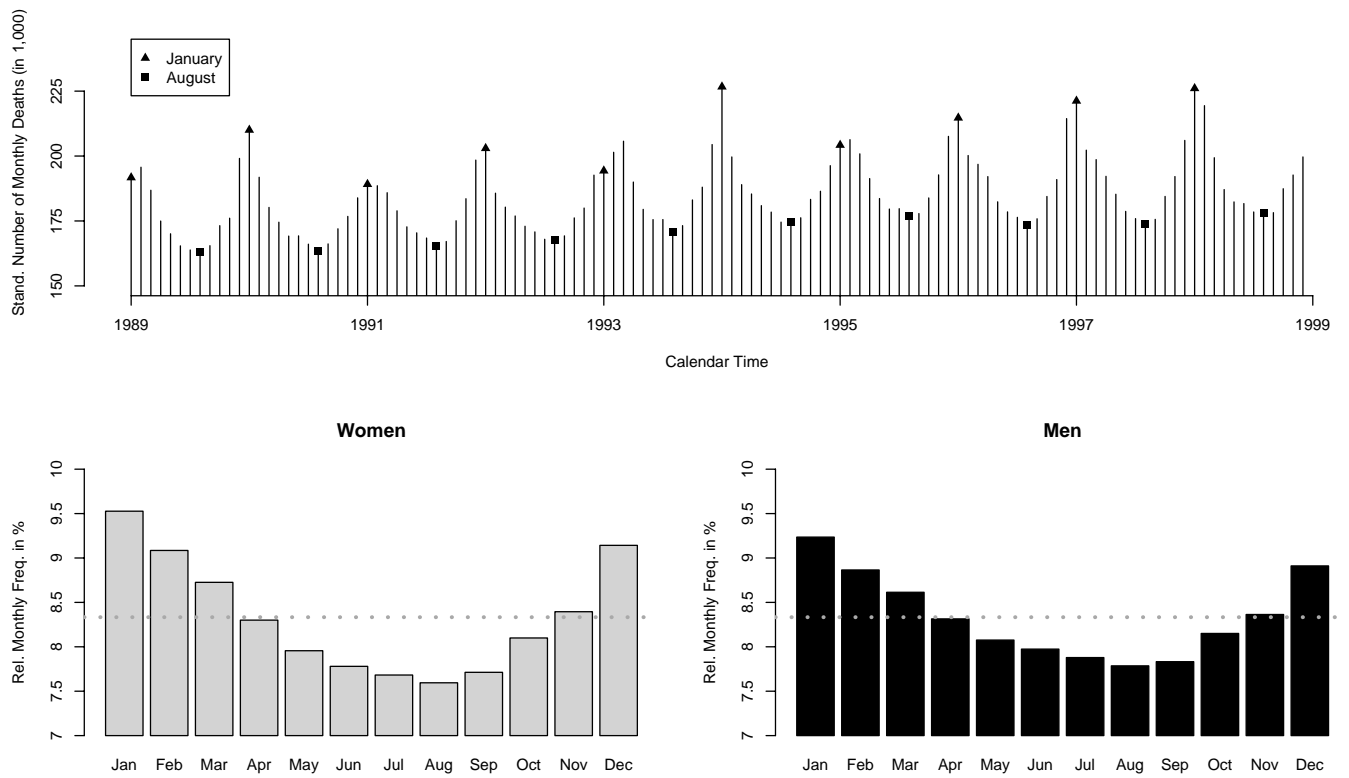 Stand. Number of Monthly Deaths (in 1,000)
225
200
175
150
January
August
1989 1991 1993 1995 1997 1999
Calendar Time
Women
Rel. Monthly Freq. in %
10
9.5
9
8.5
8
7.5
7
Jan Feb Mar Apr May Jun Jul Aug Sep Oct Nov Dec
Men
Rel. Monthly Freq. in %
10
9.5
9
8.5
8
7.5
7
Jan Feb Mar Apr May Jun Jul Aug Sep Oct Nov Dec